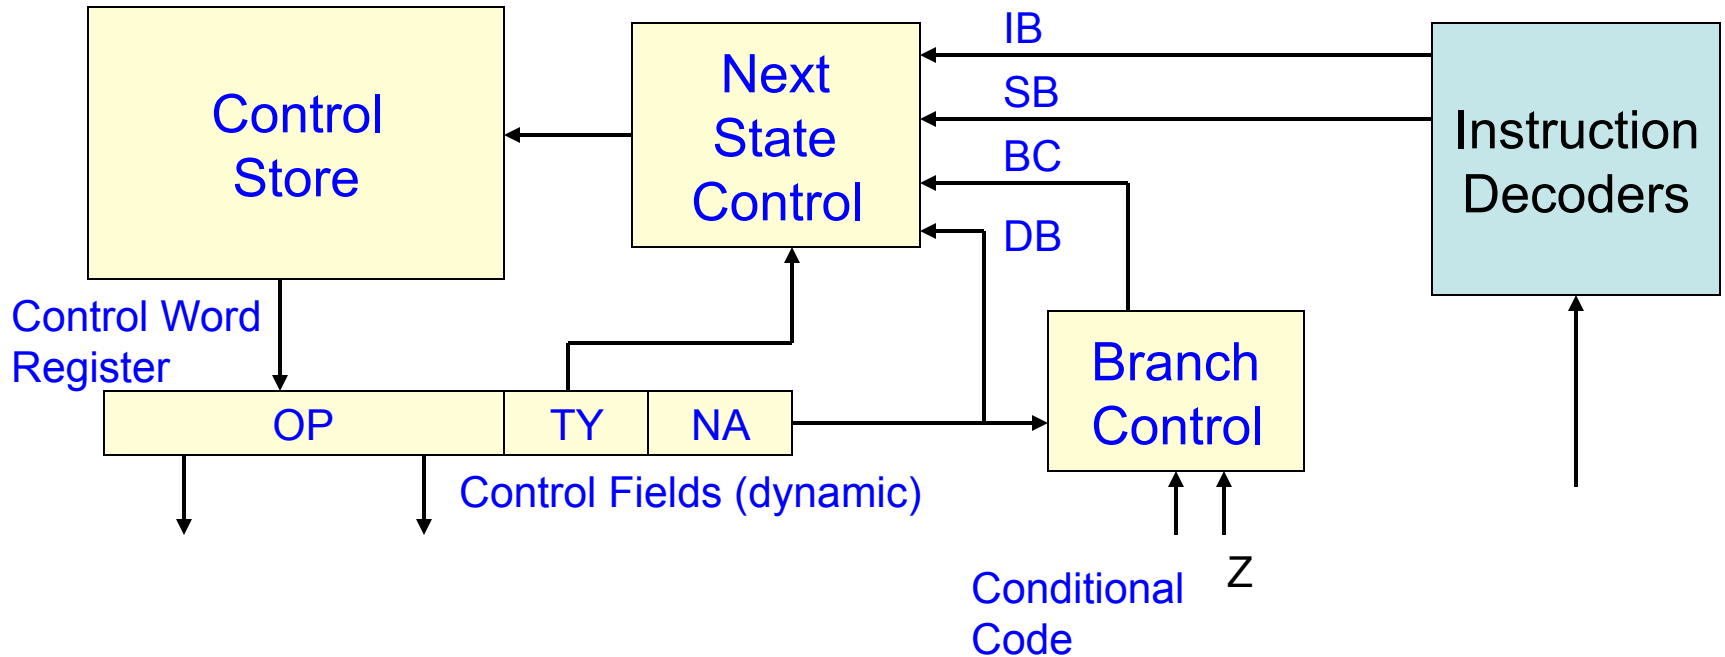 Control
Store
Next
State
Control
IB
SB
BC
DB
Instruction
Decoders
Control Word
Register
OP
TY
NA
Branch
Control
Control Fields (dynamic)
Conditional
Code
Z